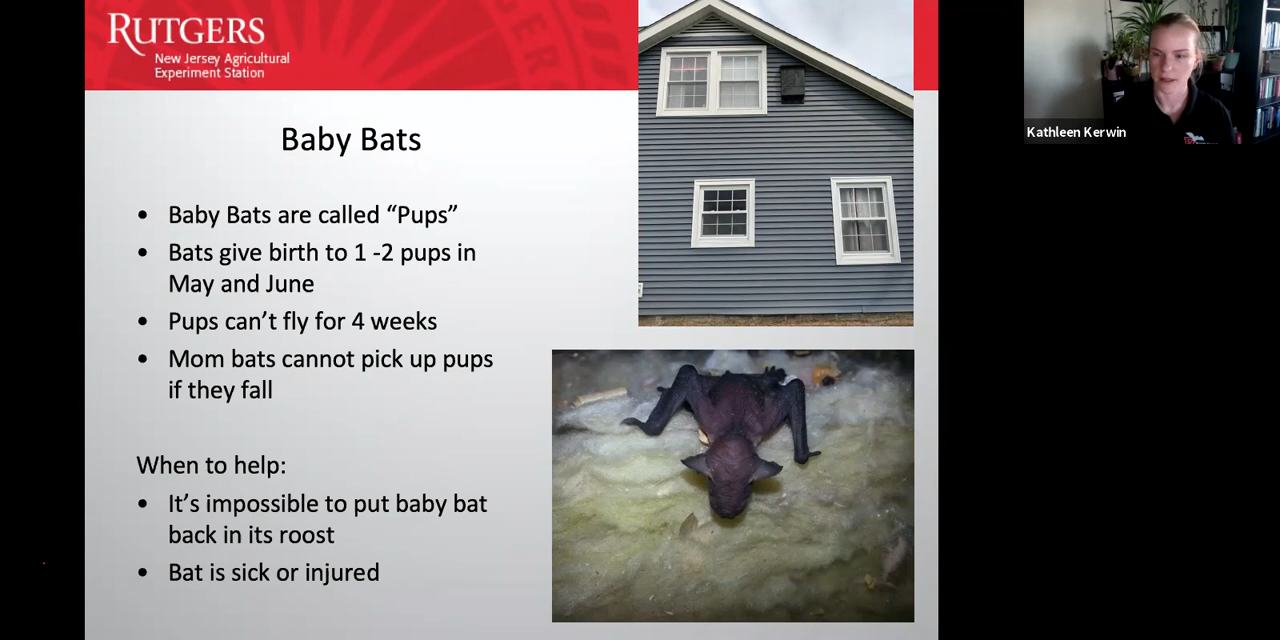 RUTGERS
New Jersey Agricultural
Experiment Station
Baby Bats
• Baby Bats are called “Pups”
• Bats give birth to 1 -2 pups in
May and June
• Pups can’t fly for 4 weeks
• Mom bats cannot pick up pups
if they fall
When to help:
• It’s impossible to put baby bat
back in its roost
• Bat is sick or injured
Kathleen Kerwin